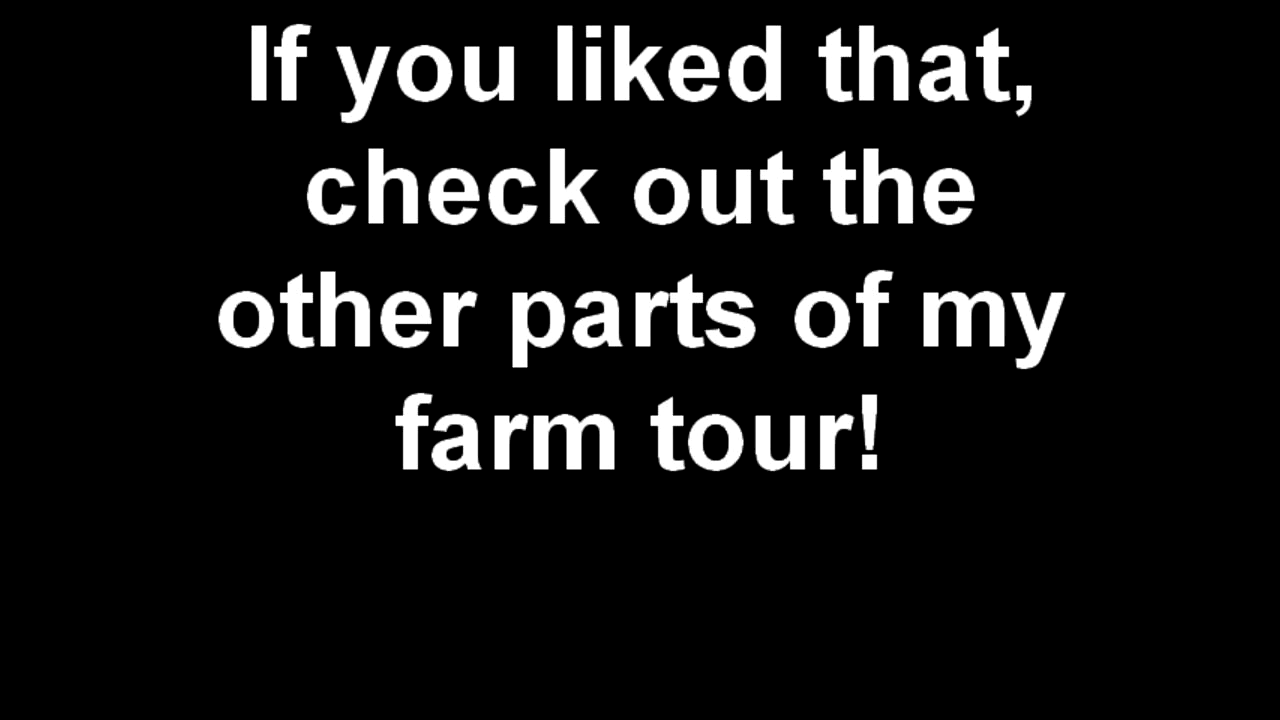 If you liked that,
check out the
other parts of my
farm tour!